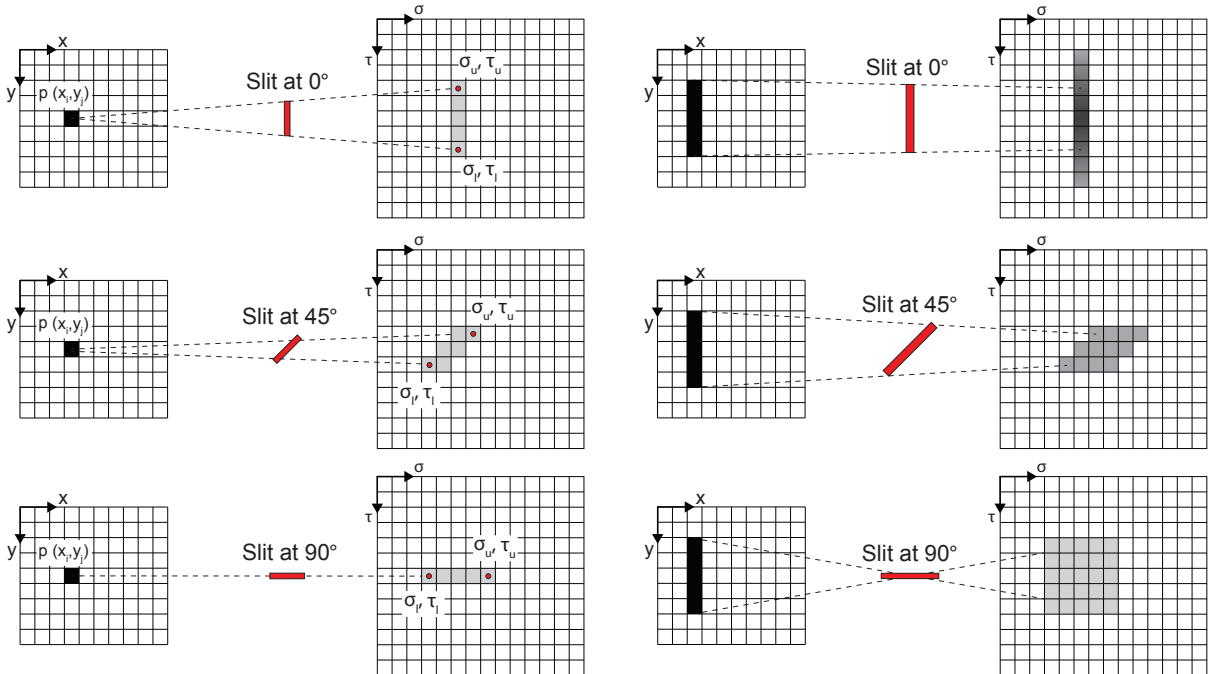 σ
x
τ
σᵤ, τᵤ
Slit at 0°
y
p (xᵢ,yⱼ)
σₗ, τₗ
σ
x
τ
Slit at 0°
y
σ
x
τ
σᵤ, τᵤ
Slit at 45°
y
p (xᵢ,yⱼ)
σₗ, τₗ
σ
x
τ
Slit at 45°
y
σ
x
τ
Slit at 90°
σᵤ, τᵤ
y
p (xᵢ,yⱼ)
σₗ, τₗ
σ
x
τ
Slit at 90°
y